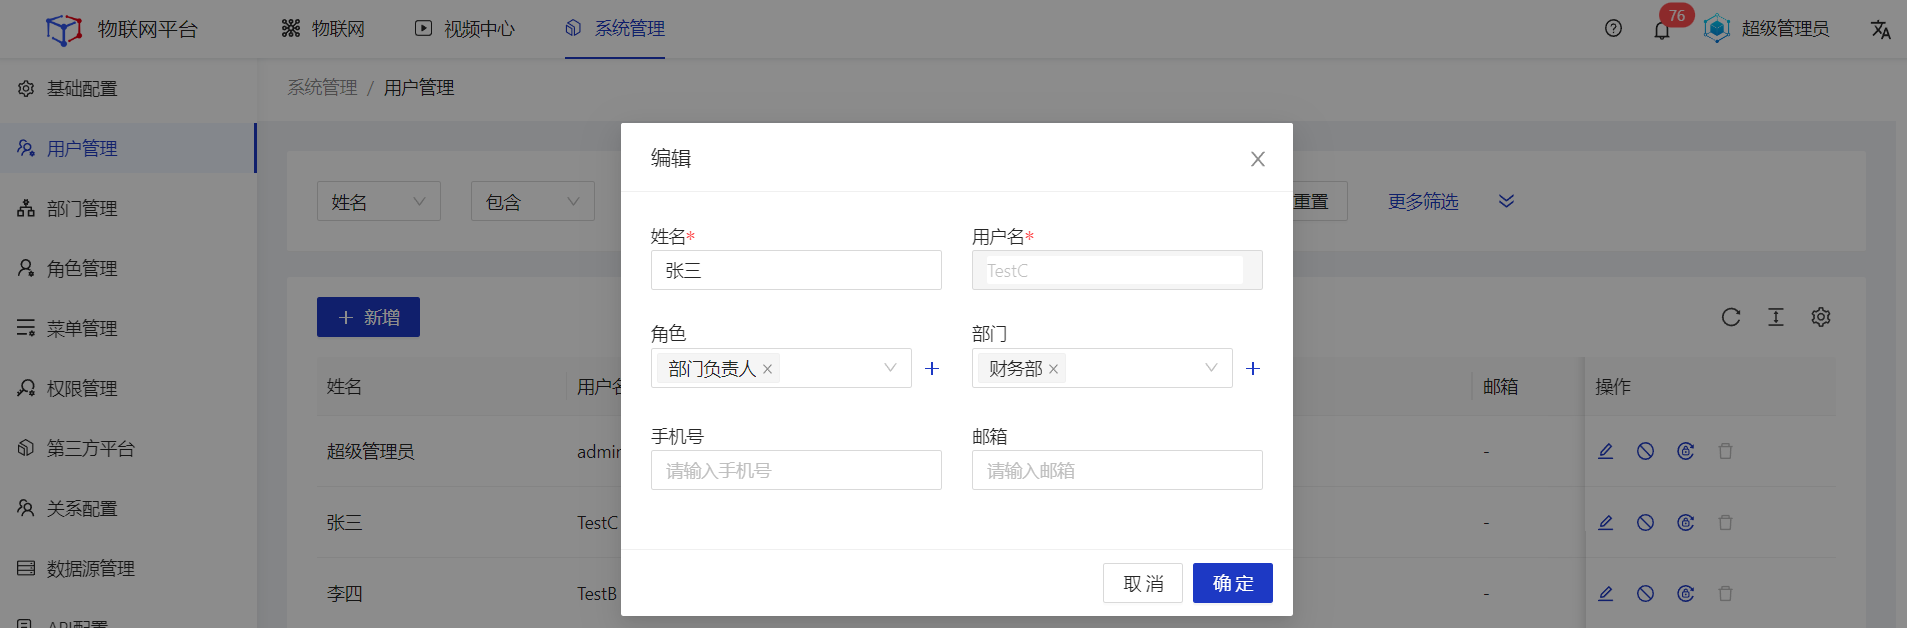 物联网平台
物联网
视频中心
系统管理
76
超级管理员
基础配置
用户管理
部门管理
角色管理
菜单管理
权限管理
第三方平台
关系配置
数据源管理
API配置
系统管理 / 用户管理
姓名
包含
重置
更多筛选
新增
姓名
用户名
邮箱
操作
超级管理员
admin
-
张三
TestC
-
李四
TestB
-
编辑
姓名*
用户名*
张三
TestC
角色
部门
部门负责人
财务部
手机号
邮箱
请输入手机号
请输入邮箱
取 消
确 定